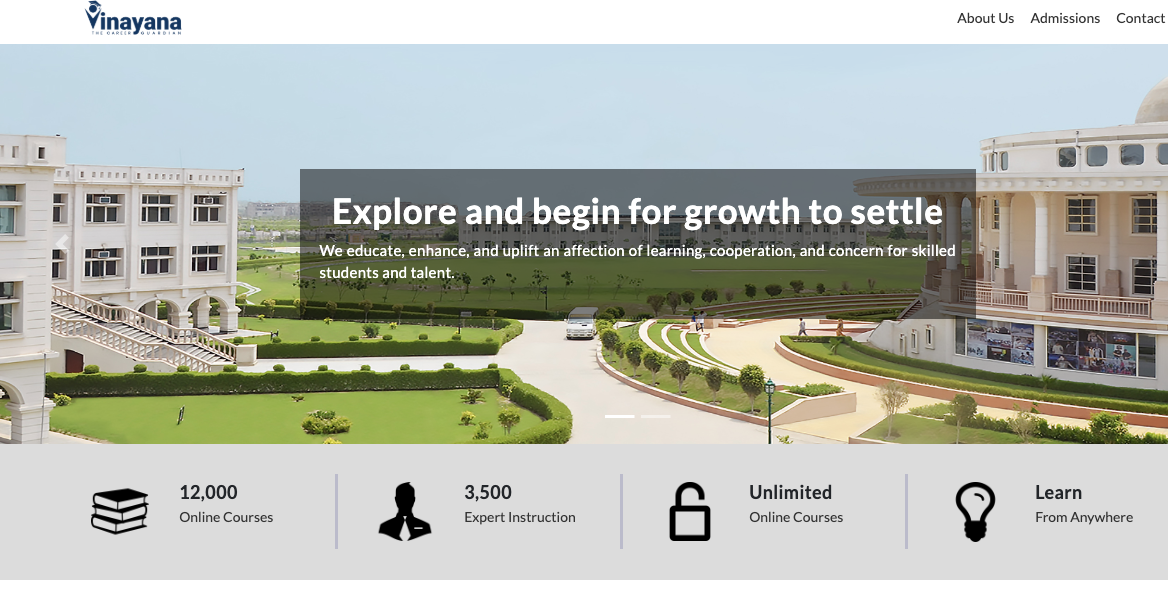 Vinayana
THE CAREER GUARDIAN
About Us Admissions Contact
Explore and begin for growth to settle
We educate, enhance, and uplift an affection of learning, cooperation, and concern for skilled
students and talent.
12,000
Online Courses
3,500
Expert Instruction
Unlimited
Online Courses
Learn
From Anywhere